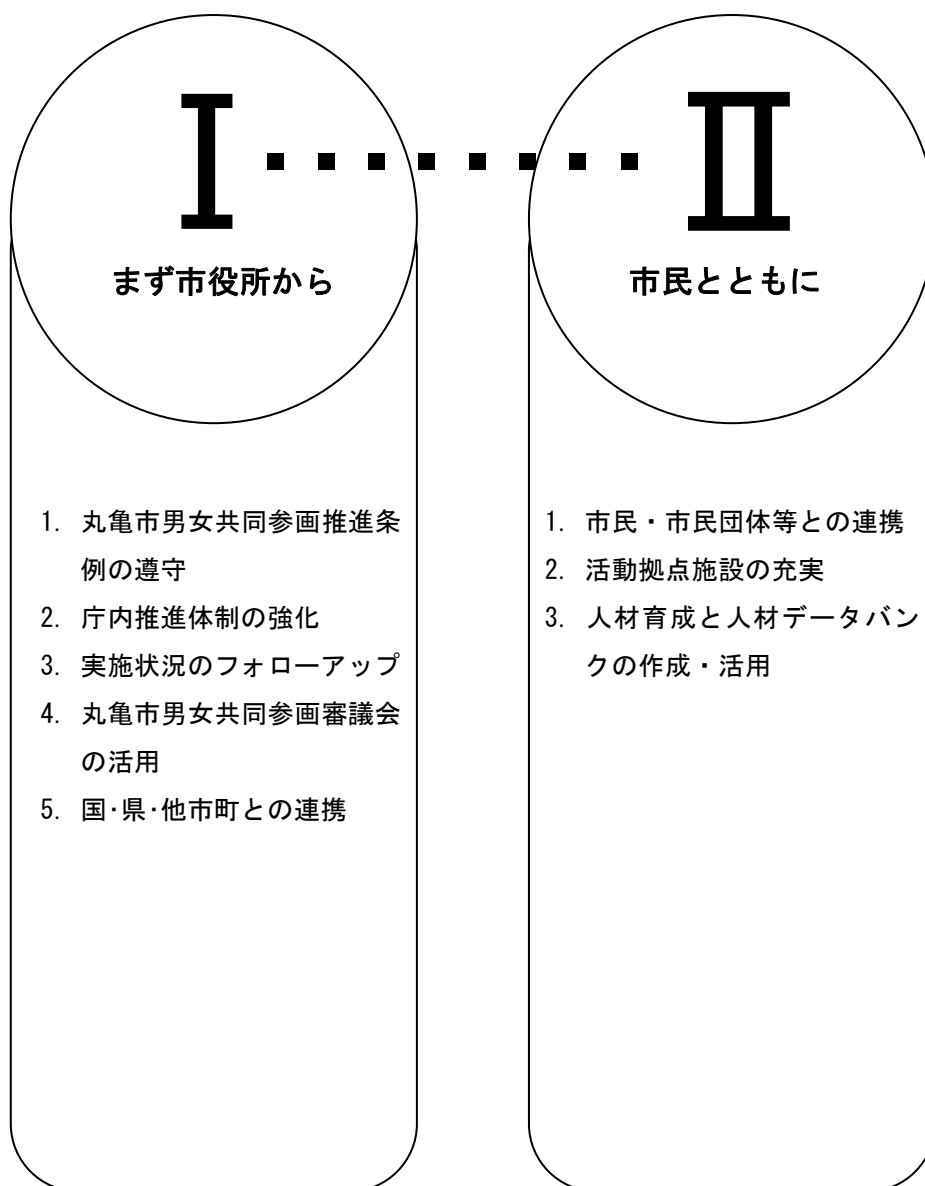 Ⅰ
まず市役所から
1. 丸亀市男女共同参画推進条
例の遵守
2. 庁内推進体制の強化
3. 実施状況のフォローアップ
4. 丸亀市男女共同参画審議会
の活用
5. 国・県・他市町との連携
Ⅱ
市民とともに
1. 市民・市民団体等との連携
2. 活動拠点施設の充実
3. 人材育成と人材データバン
クの作成・活用